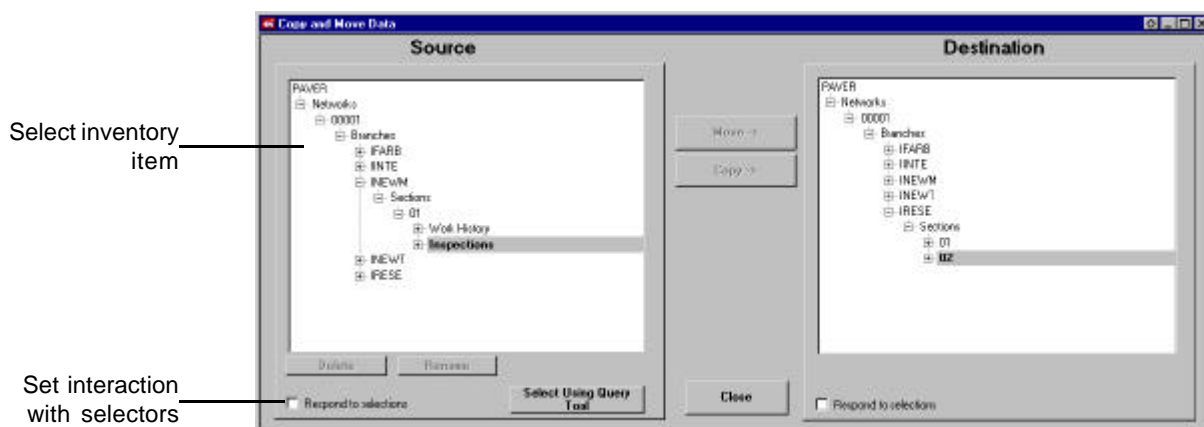 Copy and Move Data
Source
Destination
PAVER
Networks
00001
Branches
IFARB
IINTE
INEWM
Sections
01
Work History
Inspections
INEWT
IRESE
Delete
Rename
Respond to selections
Select Using Query
Tool
Move ->
Copy ->
Close
PAVER
Networks
00001
Branches
IFARB
IINTE
INEWM
INEWT
IRESE
Sections
01
02
Respond to selections
Select inventory
item
Set interaction
with selectors